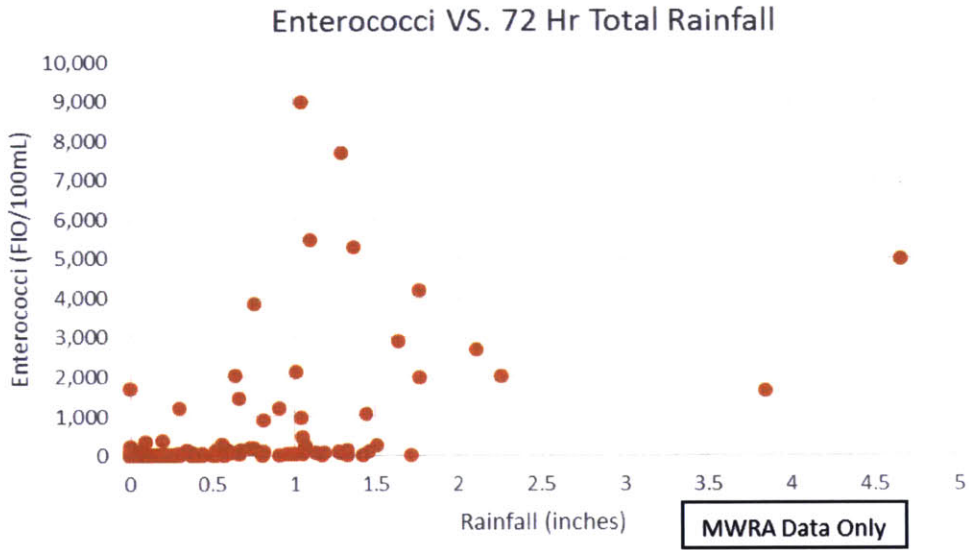 Enterococci VS. 72 Hr Total Rainfall
10,000
9,000
8,000
7,000
6,000
5,000
4,000
3,000
2,000
1,000
0
Enterococci (FIO/100mL)
0 0.5 1 1.5 2 2.5 3 3.5 4 4.5 5
Rainfall (inches)
MWRA Data Only